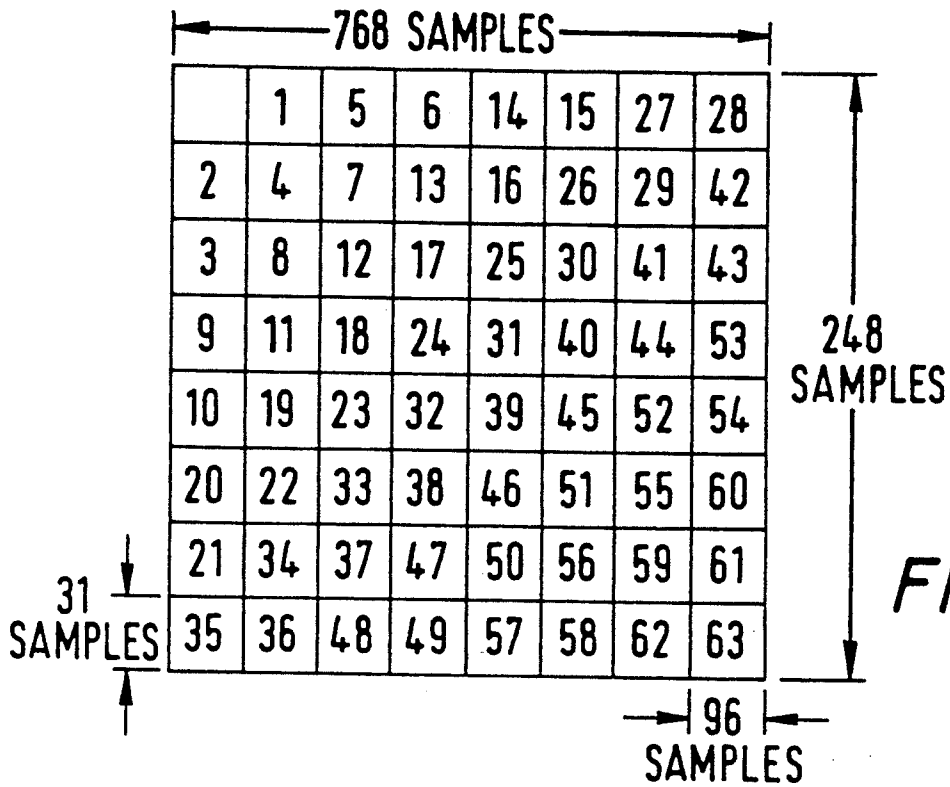 768 SAMPLES
1 5 6 14 15 27 28
2 4 7 13 16 26 29 42
3 8 12 17 25 30 41 43
9 11 18 24 31 40 44 53
10 19 23 32 39 45 52 54
20 22 33 38 46 51 55 60
21 34 37 47 50 56 59 61
35 36 48 49 57 58 62 63
248
SAMPLES
31
SAMPLES
96
SAMPLES